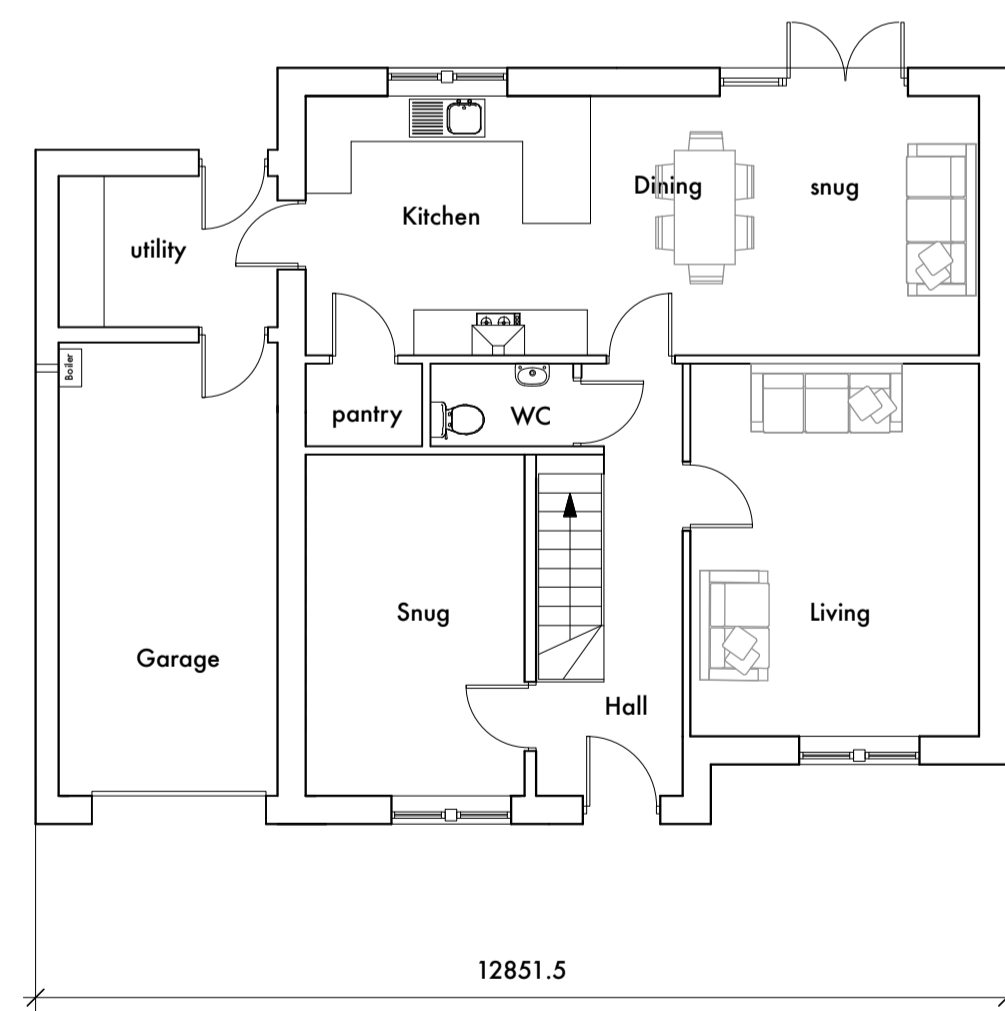 Dining
snug
Kitchen
utility
Boiler
pantry
WC
Snug
Living
Garage
Hall
12851.5